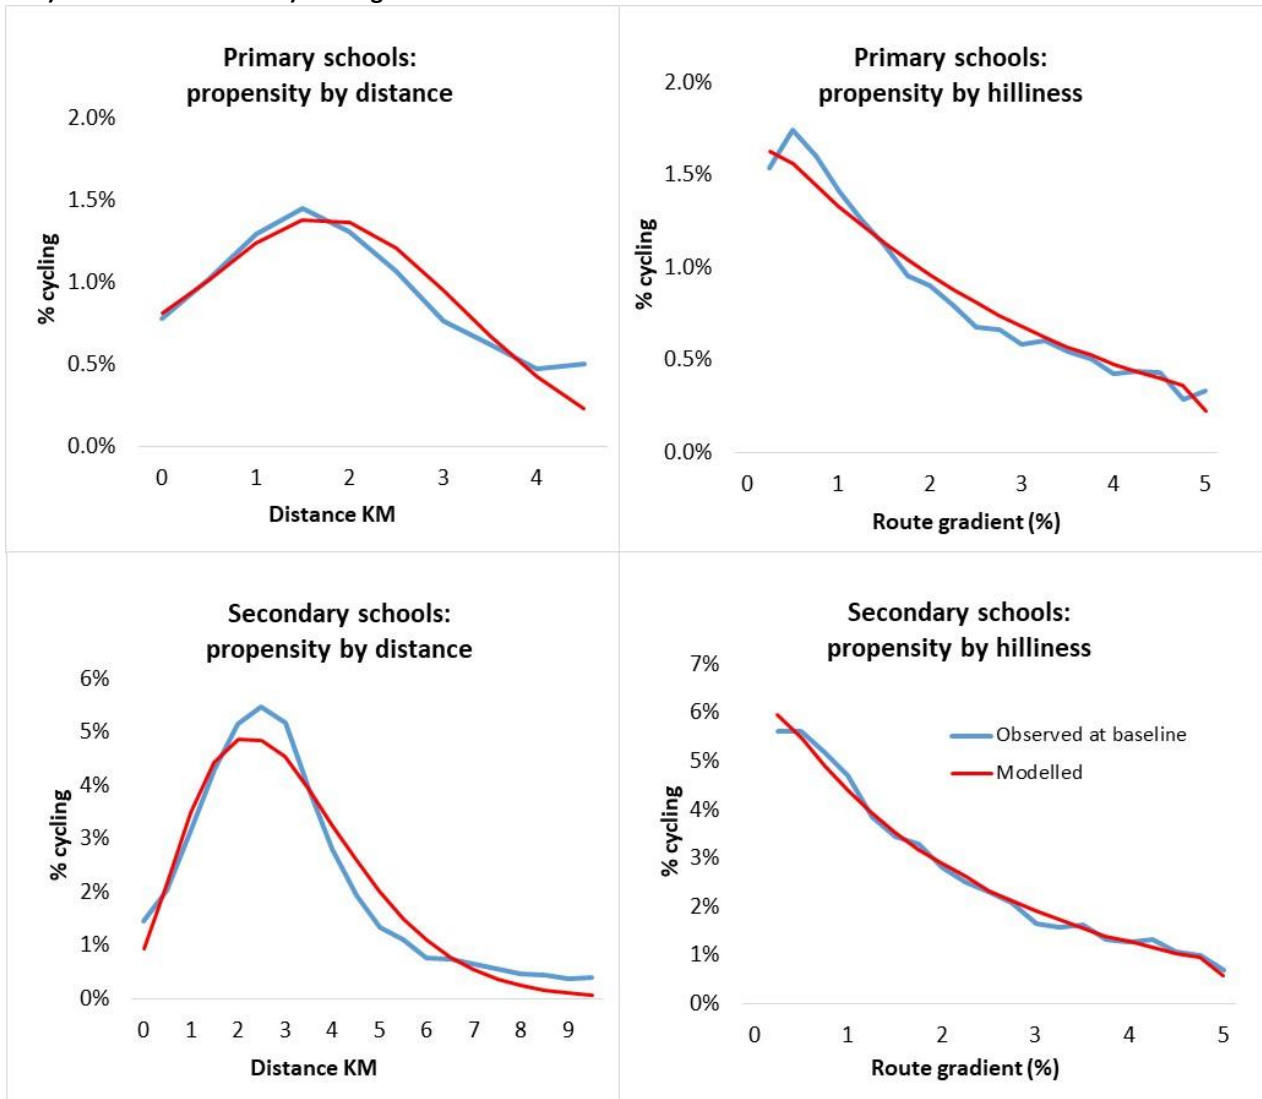 Primary schools:
propensity by distance
2.0%
1.5%
1.0%
0.5%
0.0%
% cycling
0 1 2 3 4
Distance KM
Primary schools:
propensity by hilliness
2.0%
1.5%
1.0%
0.5%
0.0%
% cycling
0 1 2 3 4 5
Route gradient (%)
Secondary schools:
propensity by distance
6%
5%
4%
3%
2%
1%
0%
% cycling
0 1 2 3 4 5 6 7 8 9
Distance KM
Secondary schools:
propensity by hilliness
7%
6%
5%
4%
3%
2%
1%
0%
% cycling
Observed at baseline
Modelled
0 1 2 3 4 5
Route gradient (%)